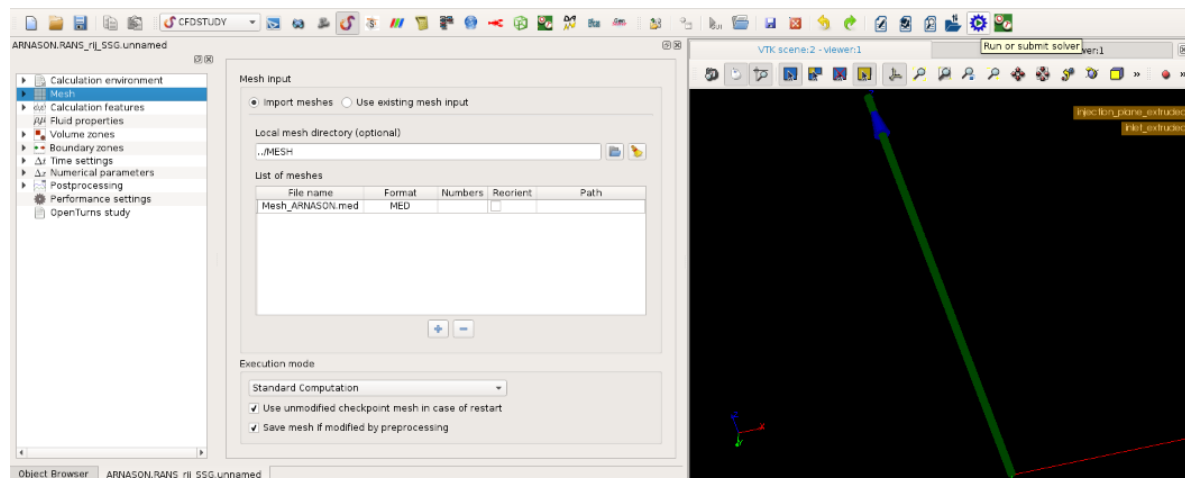 CFDSTUDY
ARNASON.RANS_rij_SSG.unnamed
Calculation environment
Mesh
Calculation features
Fluid properties
Volume zones
Boundary zones
Δt Time settings
Δx Numerical parameters
Postprocessing
Performance settings
OpenTurns study
Mesh input
Import meshes
Use existing mesh input
Local mesh directory (optional)
../MESH
List of meshes
File name Format Numbers Reorient Path
Mesh_ARNASON.med MED
Execution mode
Standard Computation
Use unmodified checkpoint mesh in case of restart
Save mesh if modified by preprocessing
Object Browser
ARNASON.RANS_rij_SSG.unnamed
VTK scene:2 - viewer:1
Run or submit solver
injection_plane_extruded
inlet_extruded
Z
X
Y